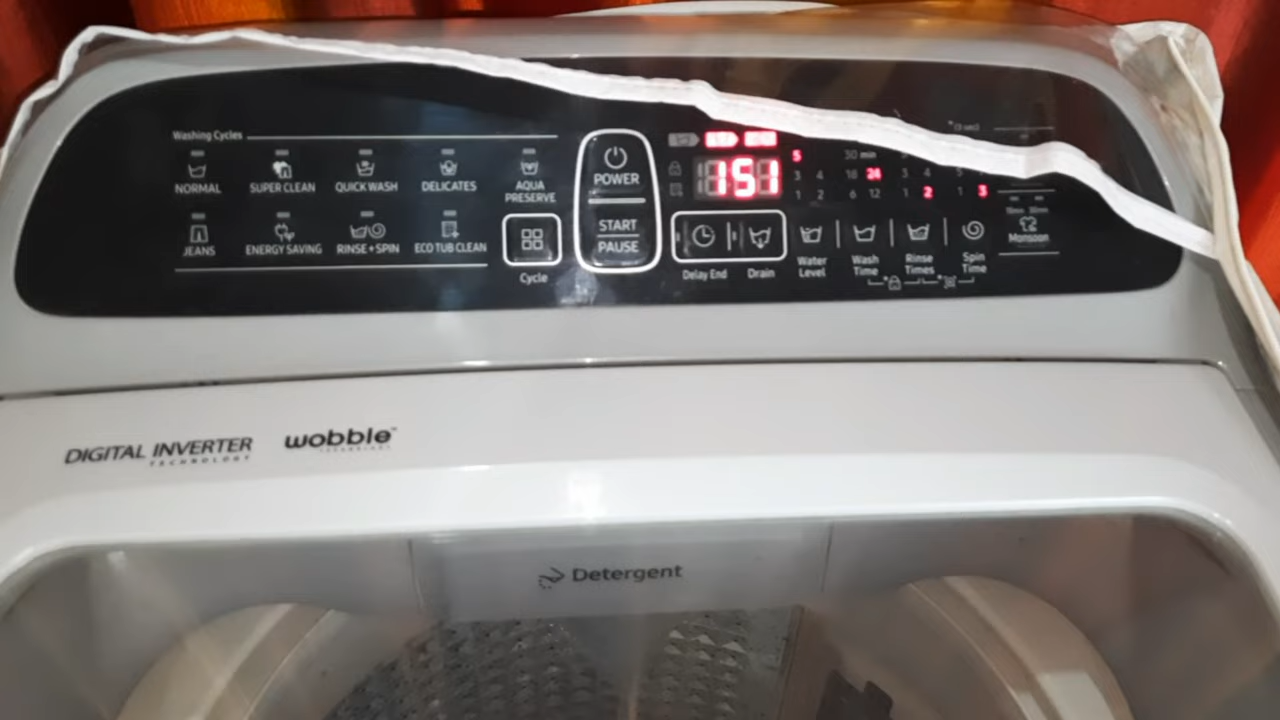 Washing Cycles
NORMAL SUPER CLEAN QUICK WASH DELICATES AQUA PRESERVE
JEANS ENERGY SAVING RINSE+SPIN ECO TUB CLEAN
Cycle
POWER
START
PAUSE
151
5 30 min
3 4 18 24 3 4
1 2 6 12 1 2 1 3
Delay End Drain Water Level Wash Time Rinse Times Spin Time
Monsoon
DIGITAL INVERTER
TECHNOLOGY
wobble
Detergent